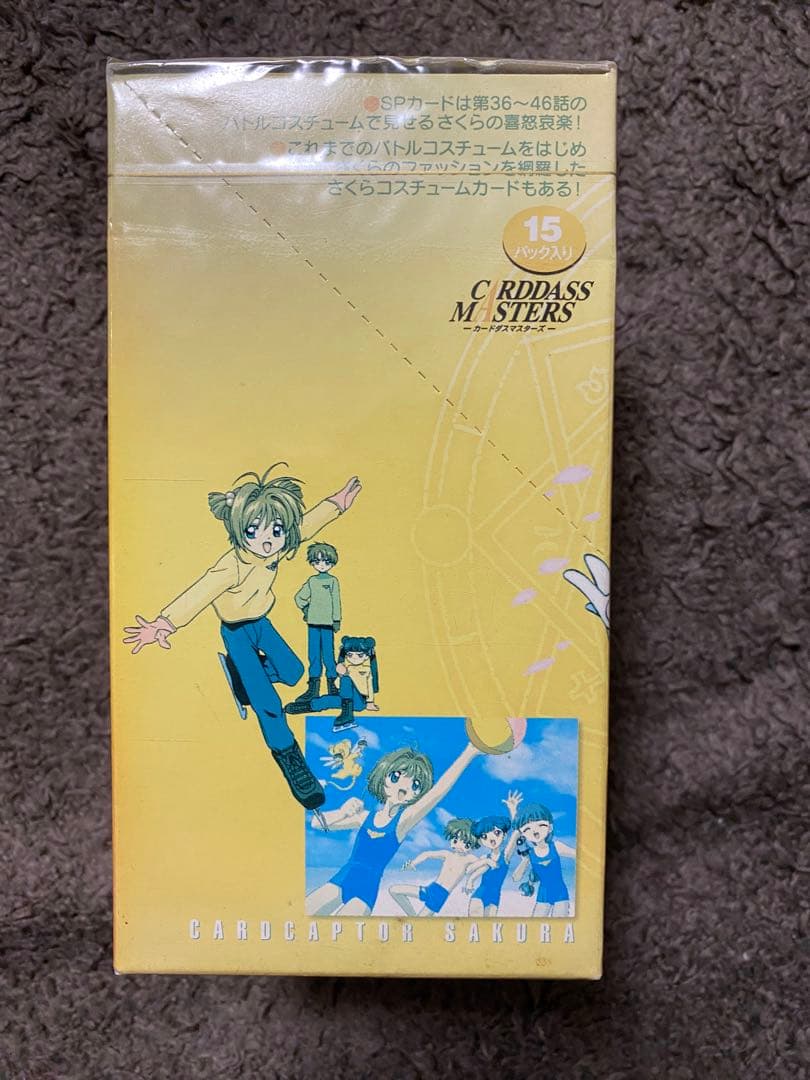 ●SPカードは第36〜46話の
バトルコスチュームで見せるさくらの喜怒哀楽！
●これまでのバトルコスチュームをはじめ
さくらのファッションを網羅した
さくらコスチュームカードもある！
15
パック入り
CARDDASS
MASTERS
ーカードダスマスターズー
CARDCAPTOR SAKURA